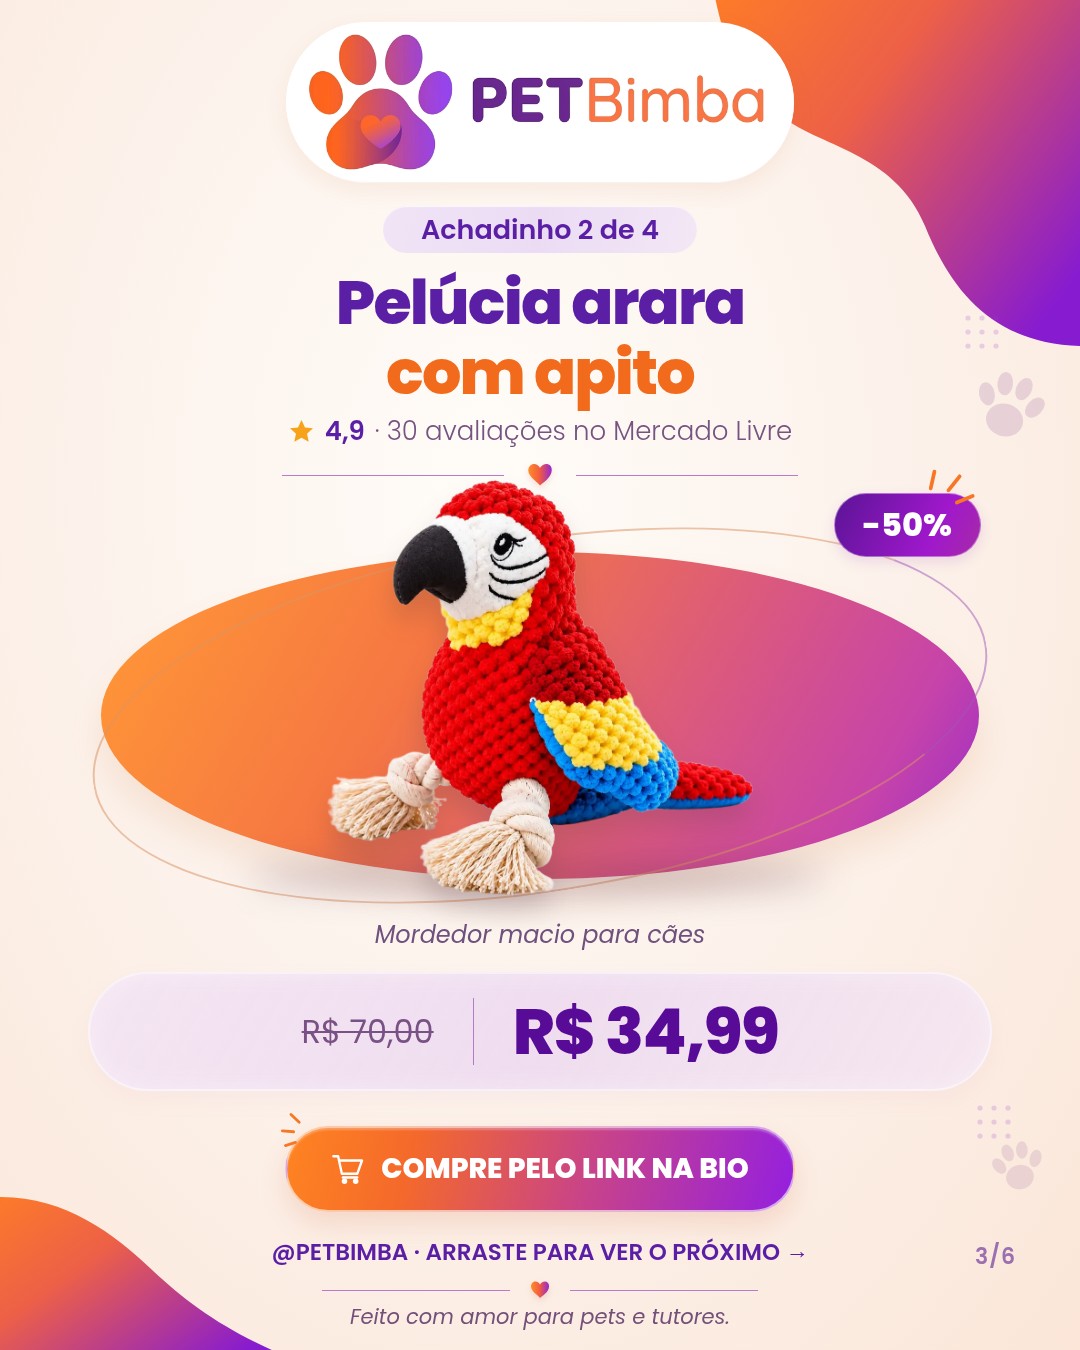 PETBimba
Achadinho 2 de 4
Pelúcia arara
com apito
4,9 · 30 avaliações no Mercado Livre
-50%
Mordedor macio para cães
R$ 70,00
R$ 34,99
COMPRE PELO LINK NA BIO
@PETBIMBA · ARRASTE PARA VER O PRÓXIMO →
3/6
Feito com amor para pets e tutores.